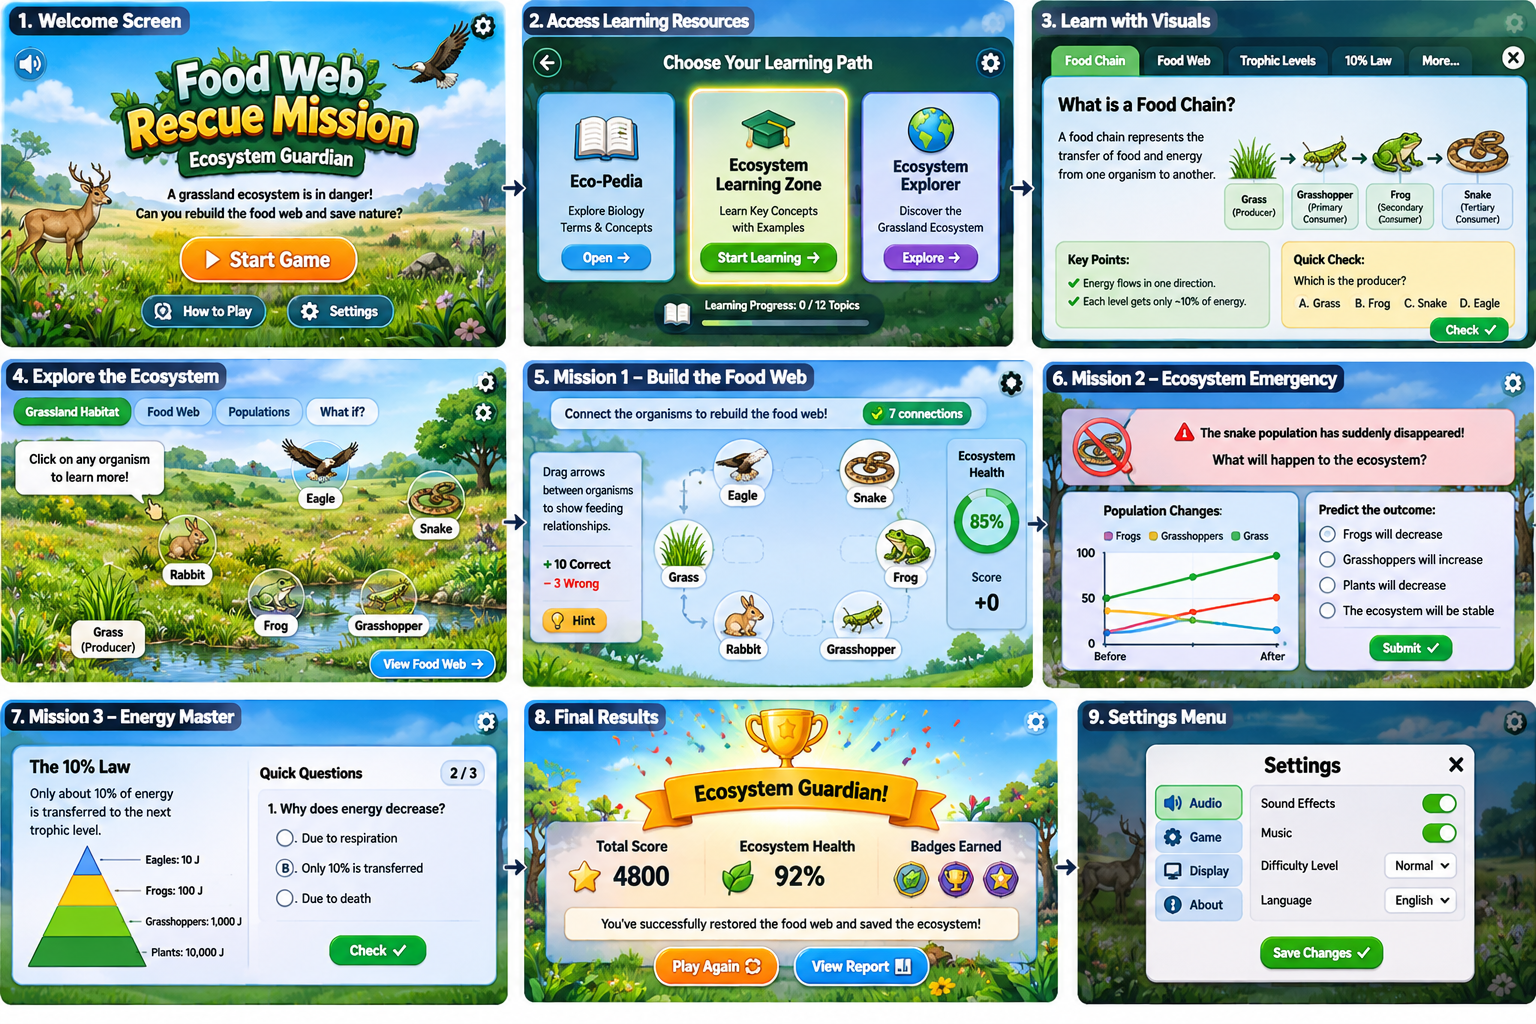 1. Welcome Screen
Food Web
Rescue Mission
Ecosystem Guardian
A grassland ecosystem is in danger!
Can you rebuild the food web and save nature?
Start Game
How to Play
Settings
2. Access Learning Resources
Choose Your Learning Path
Eco-Pedia
Explore Biology
Terms & Concepts
Open →
Ecosystem
Learning Zone
Learn Key Concepts
with Examples
Start Learning →
Ecosystem
Explorer
Discover the
Grassland Ecosystem
Explore →
Learning Progress: 0 / 12 Topics
3. Learn with Visuals
Food Chain
Food Web
Trophic Levels
10% Law
More...
What is a Food Chain?
A food chain represents the
transfer of food and energy
from one organism to another.
Grass
(Producer)
Grasshopper
(Primary
Consumer)
Frog
(Secondary
Consumer)
Snake
(Tertiary
Consumer)
Key Points:
✓ Energy flows in one direction.
✓ Each level gets only ~10% of energy.
Quick Check:
Which is the producer?
A. Grass B. Frog C. Snake D. Eagle
Check ✓
4. Explore the Ecosystem
Grassland Habitat
Food Web
Populations
What if?
Click on any organism
to learn more!
Eagle
Snake
Rabbit
Frog
Grasshopper
Grass
(Producer)
View Food Web →
5. Mission 1 – Build the Food Web
Connect the organisms to rebuild the food web!
7 connections
Drag arrows
between organisms
to show feeding
relationships.
+ 10 Correct
– 3 Wrong
Hint
Eagle
Snake
Grass
Frog
Rabbit
Grasshopper
Ecosystem
Health
85%
Score
+0
6. Mission 2 – Ecosystem Emergency
The snake population has suddenly disappeared!
What will happen to the ecosystem?
Population Changes:
Frogs
Grasshoppers
Grass
100
50
0
Before
After
Predict the outcome:
Frogs will decrease
Grasshoppers will increase
Plants will decrease
The ecosystem will be stable
Submit ✓
7. Mission 3 – Energy Master
The 10% Law
Only about 10% of energy
is transferred to the next
trophic level.
Eagles: 10 J
Frogs: 100 J
Grasshoppers: 1,000 J
Plants: 10,000 J
Quick Questions
2 / 3
1. Why does energy decrease?
. Due to respiration
B . Only 10% is transferred
. Due to death
Check ✓
8. Final Results
Ecosystem Guardian!
Total Score
4800
Ecosystem Health
92%
Badges Earned
You've successfully restored the food web and saved the ecosystem!
Play Again
View Report
9. Settings Menu
Settings
Audio
Game
Display
About
Sound Effects
Music
Difficulty Level
Normal
Language
English
Save Changes ✓